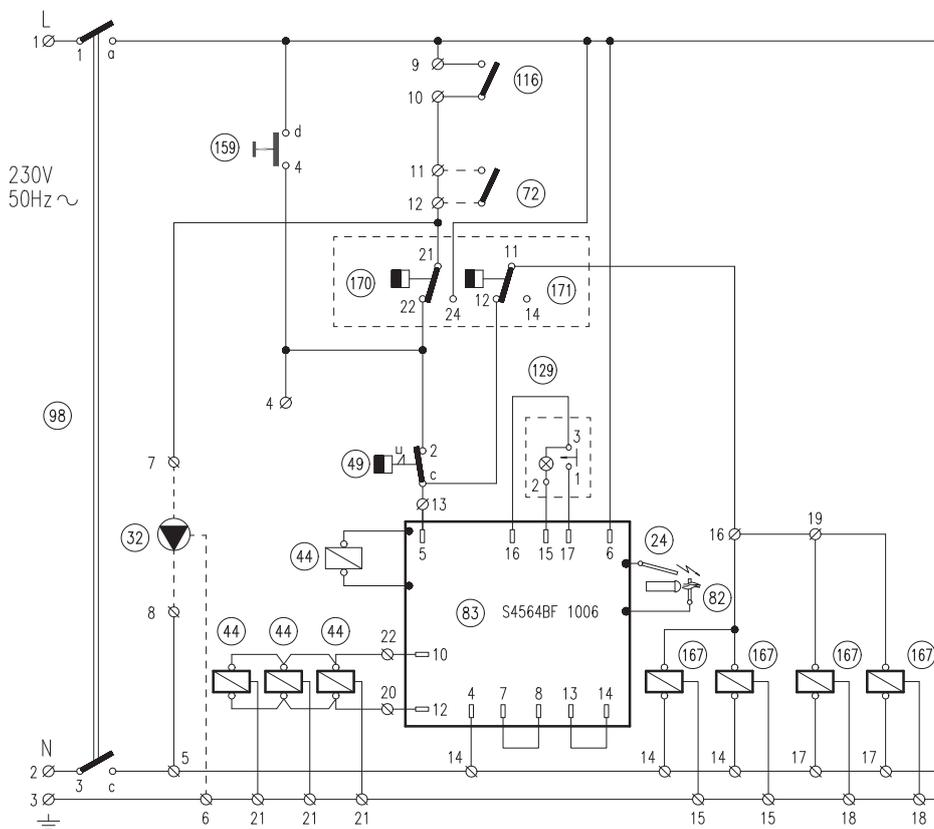 L
1
1 a
9
116
10
d
159
4
230V
50Hz ~
11
72
12
21 11
170 171
22 24 12 14
129
4
98
3
49 u 2
c
2 1
7
13
16 19
32
44
5 16 15 17 6
24
8
83 S4564BF 1006
82
44 44 44 22
10
167 167 167 167
20 12
4 7 8 13 14
N
5 14 14 14 17 17
2
3 c
3
6 21 21 21 15 15 18 18